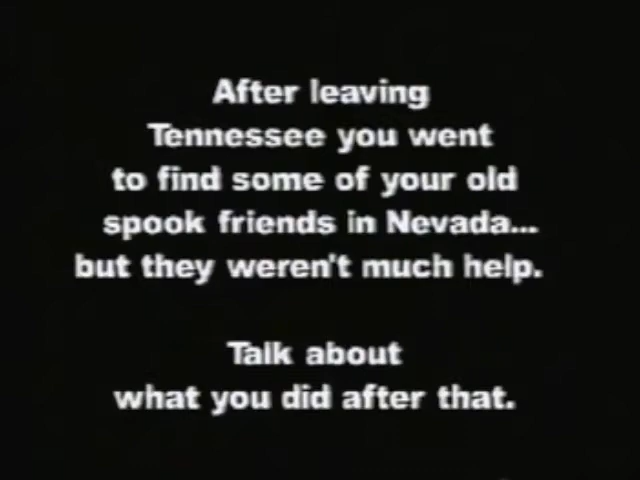 After leaving
Tennessee you went
to find some of your old
spook friends in Nevada...
but they weren't much help.
Talk about
what you did after that.